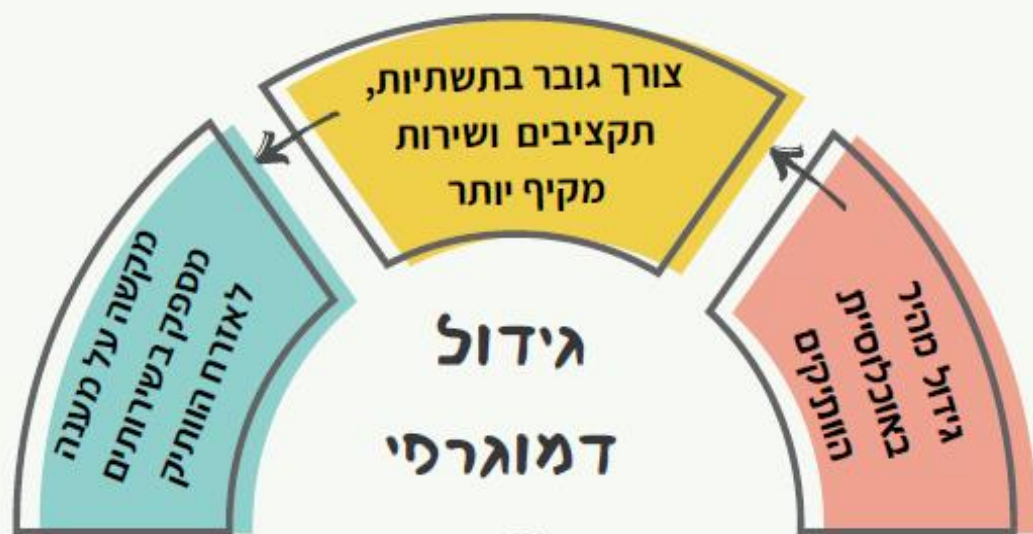 גידול מהיר
באוכלוסיית
הוותיקים
צורך גובר בתשתיות,
תקציבים ושירות
מקיף יותר
מקשה על מענה
מספק בשירותים
לאזרח הוותיק
גידול
דמוגרפי